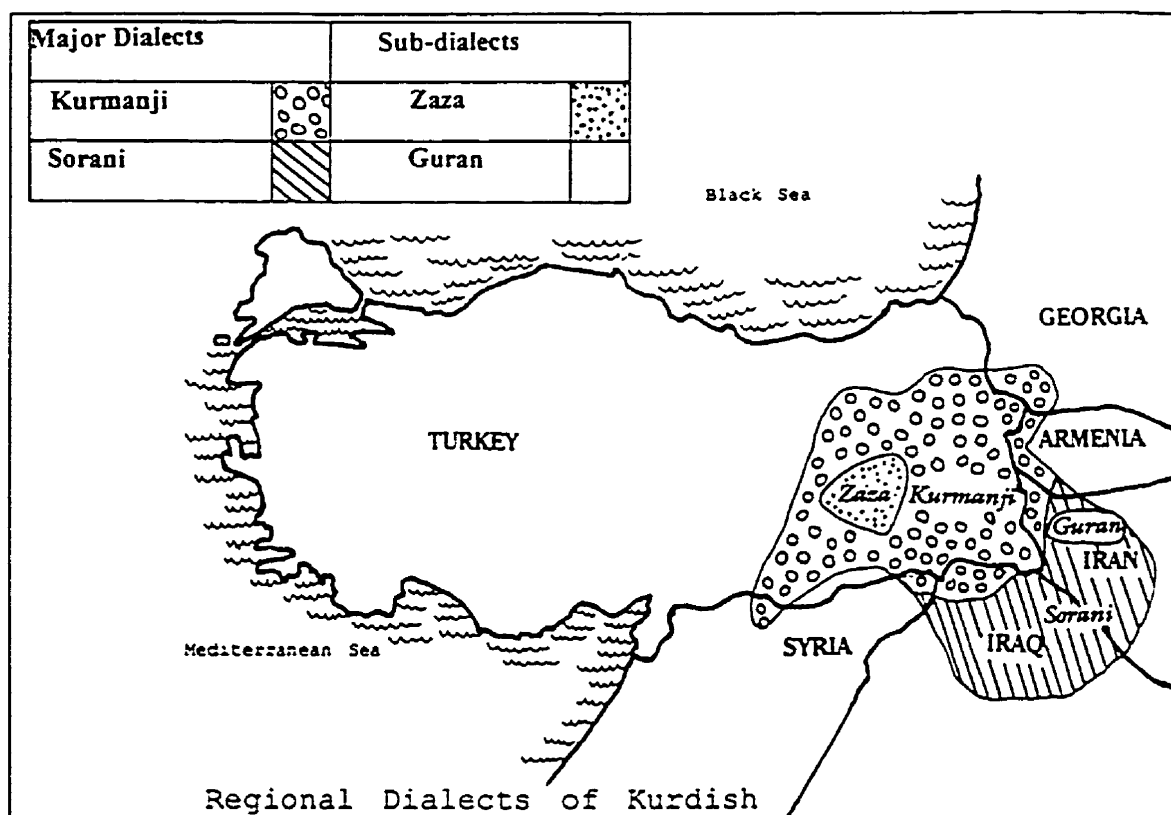 Major Dialects Sub-dialects
Kurmanji Zaza
Sorani Guran
Black Sea
GEORGIA
TURKEY
ARMENIA
Zaza Kurmanji
Guran
IRAN
Sorani
SYRIA IRAQ
Mediterranean Sea
Regional Dialects of Kurdish